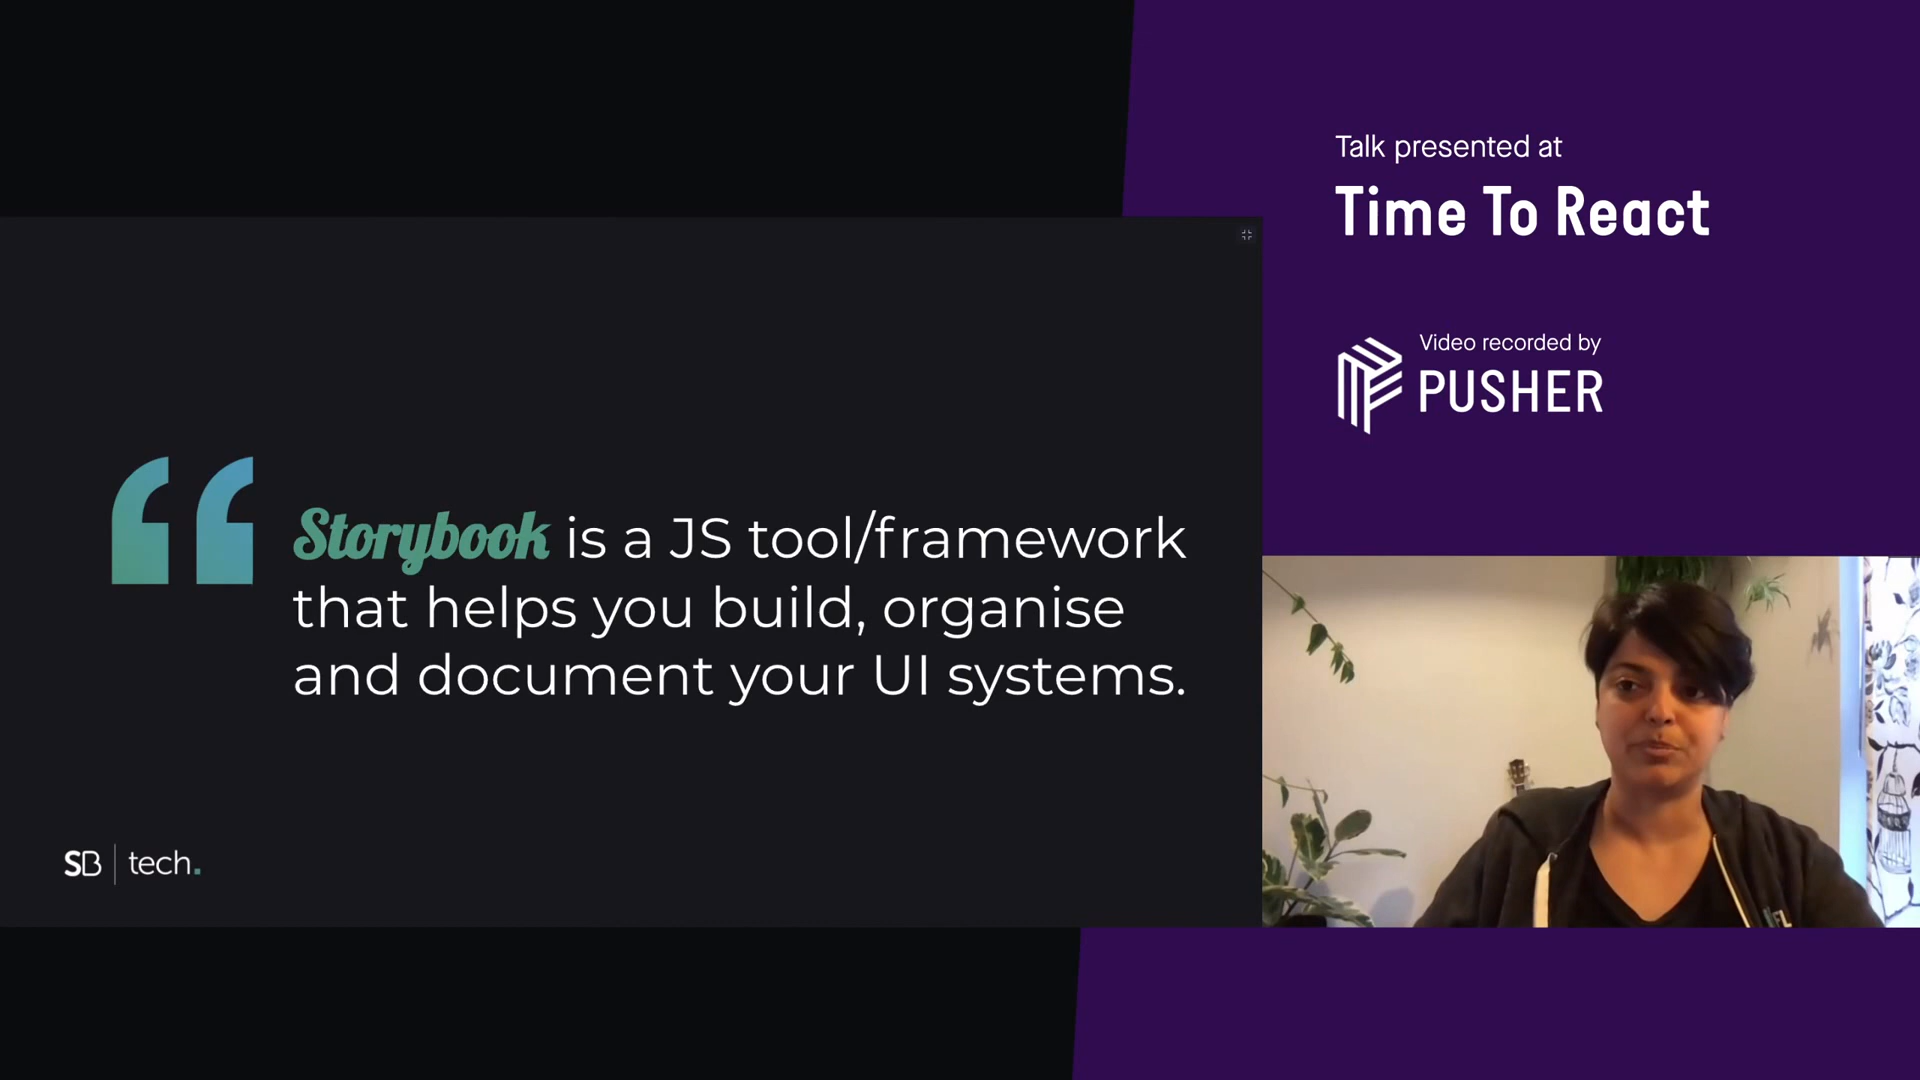 Talk presented at
Time To React
Video recorded by
PUSHER
Storybook is a JS tool/framework
that helps you build, organise
and document your UI systems.
SB | tech.